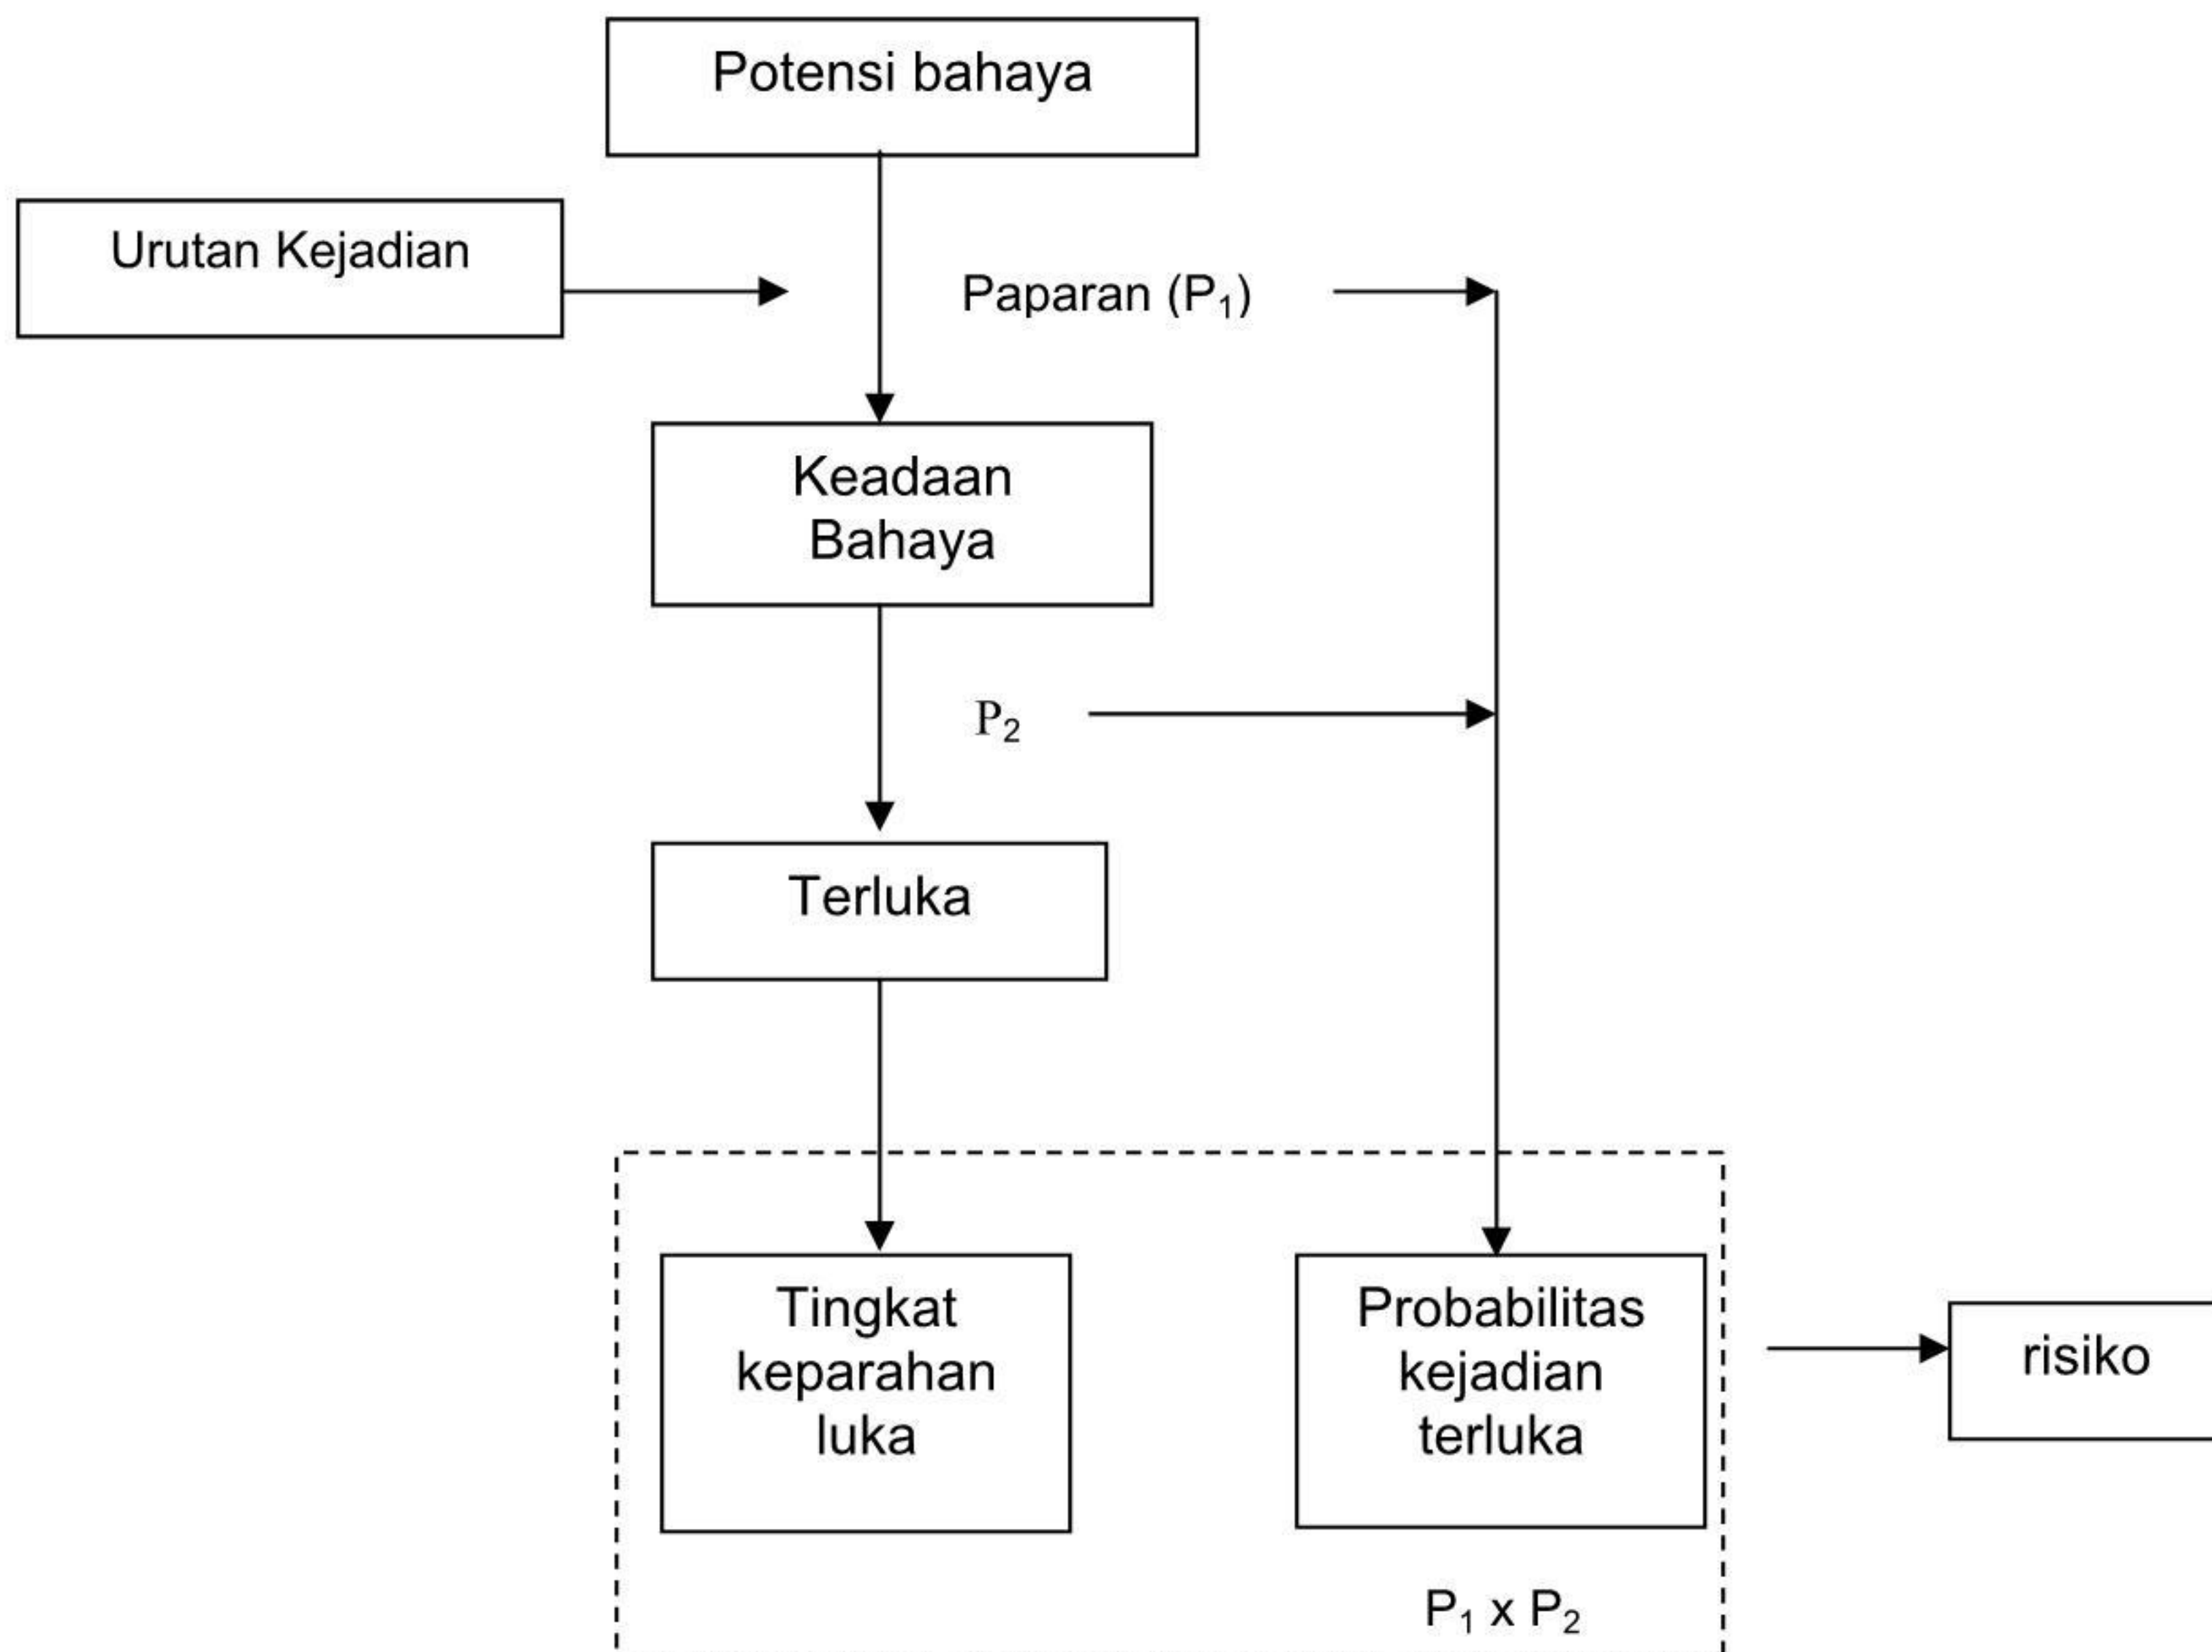 Potensi bahaya
Urutan Kejadian
Paparan (P₁)
Keadaan
Bahaya
P₂
Terluka
Tingkat
keparahan
luka
Probabilitas
kejadian
terluka
risiko
P₁ x P₂